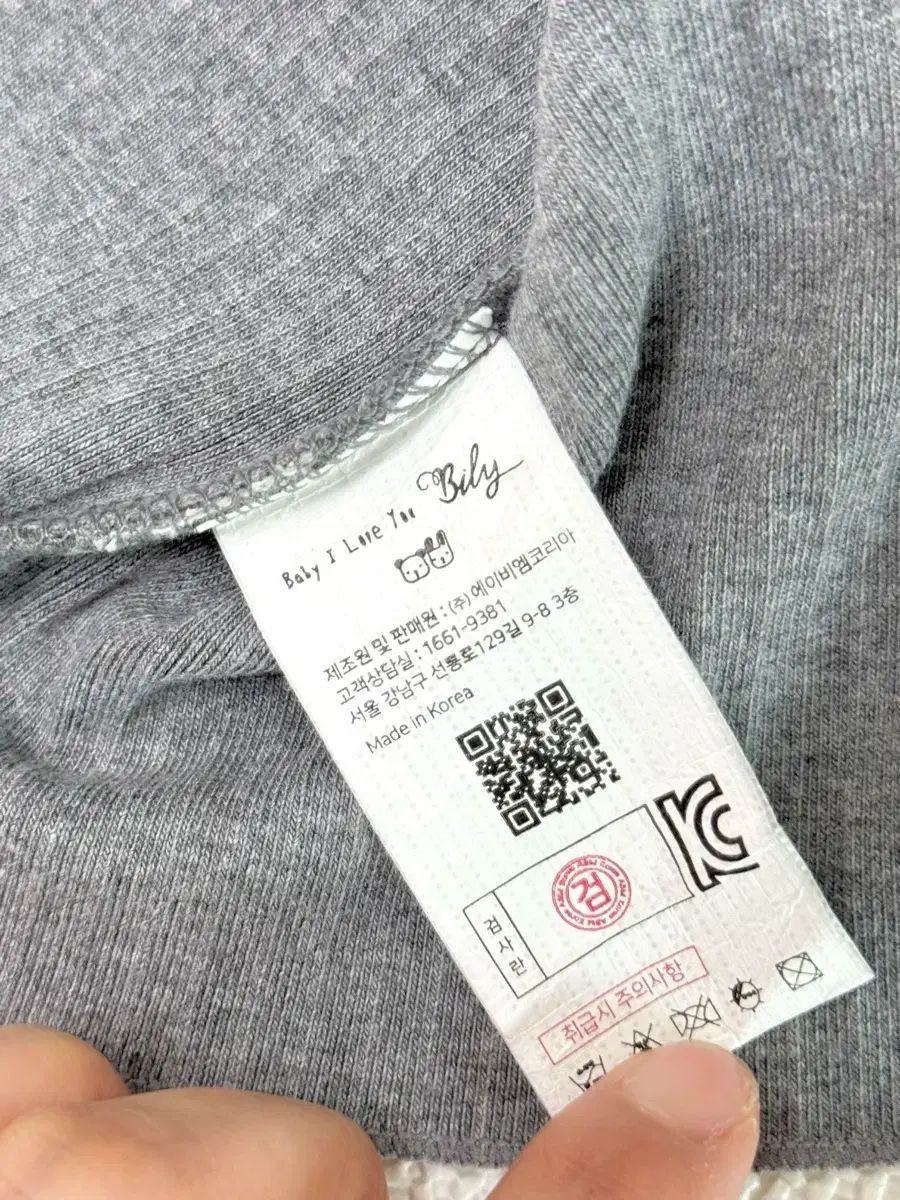 Baby I Love You Bily
제조원 및 판매원 : (주) 에이비엠코리아
고객상담실 : 1661-9381
서울 강남구 선릉로129길 9-8 3층
Made in Korea
검사란
검
취급시 주의사항